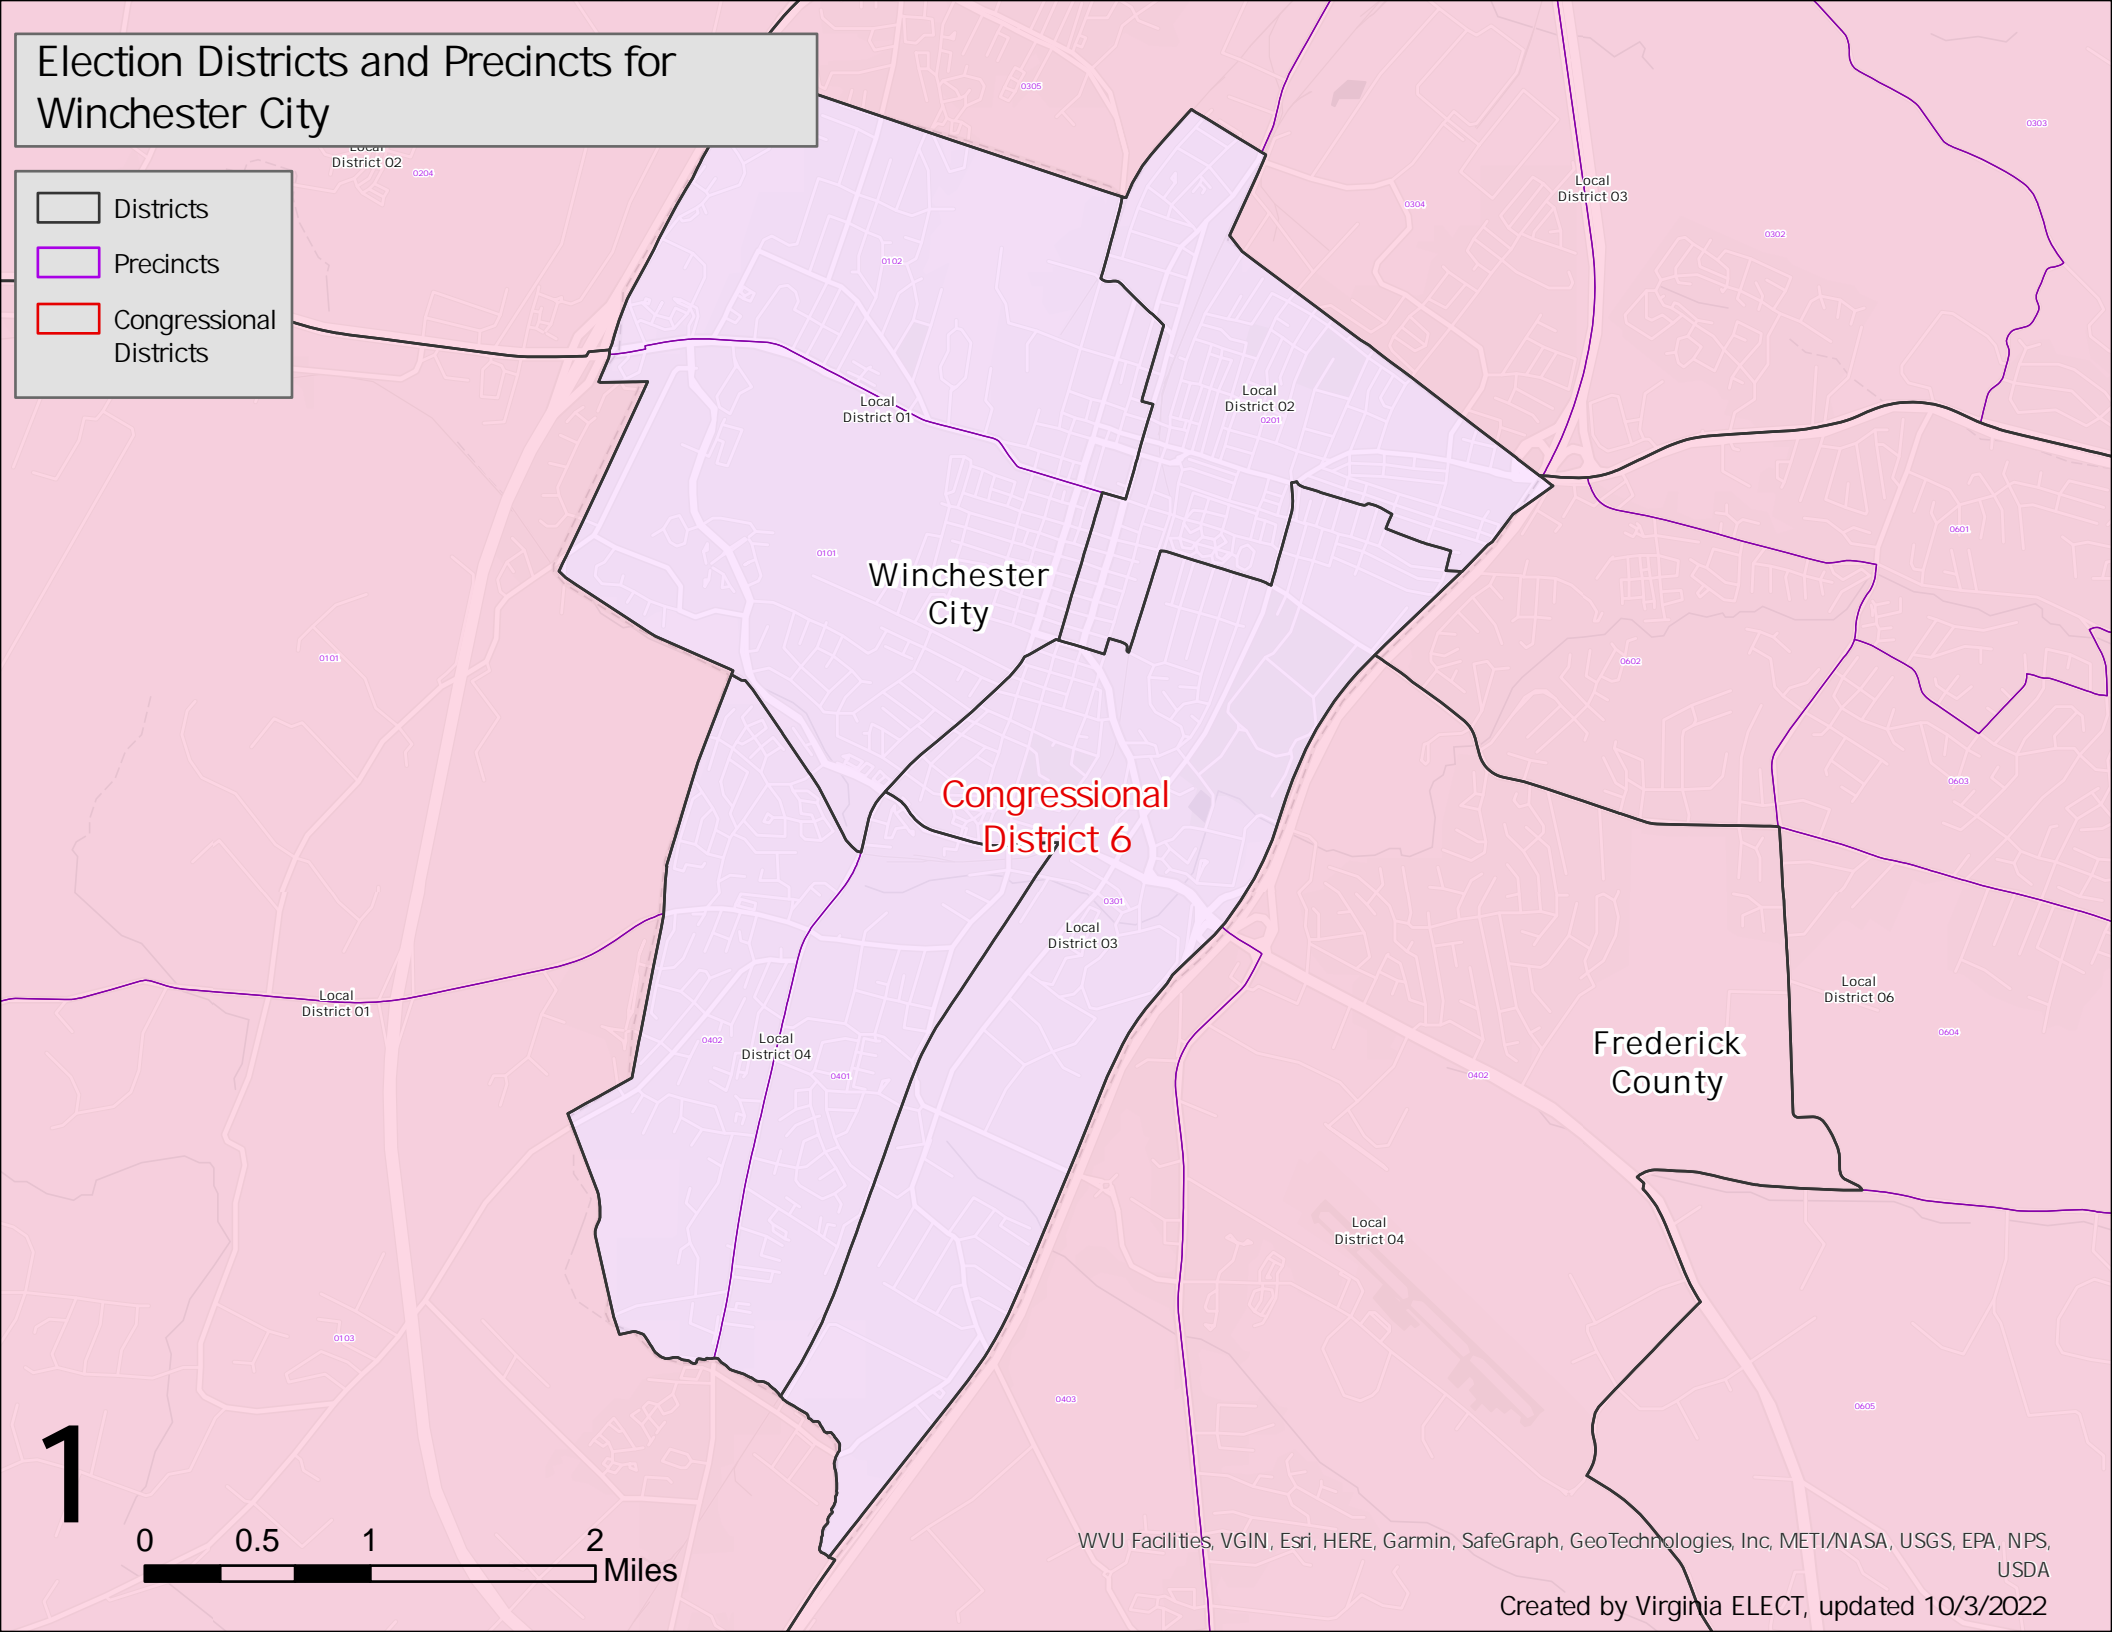 Election Districts and Precincts for
Winchester City
Local
District 02
0204
Districts
Precincts
Congressional
Districts
0305
0303
Local
District 03
0304
0302
0102
Local
District 01
Local
District 02
0201
0101
Winchester
City
0601
0101
0602
Congressional
District 6
0603
0301
Local
District 03
Local
District 01
Local
District 06
0604
0402
Local
District 04
0401
Frederick
County
0402
Local
District 04
0103
0403
0605
1
0 0.5 1 2
Miles
WVU Facilities, VGIN, Esri, HERE, Garmin, SafeGraph, GeoTechnologies, Inc, METI/NASA, USGS, EPA, NPS,
USDA
Created by Virginia ELECT, updated 10/3/2022